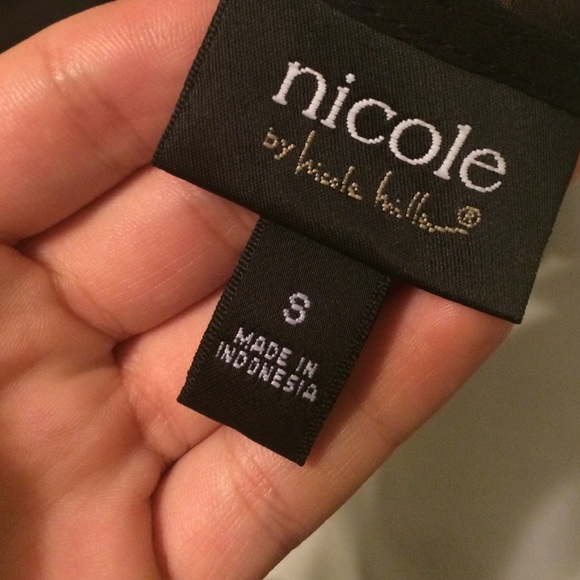 nicole
by nicole miller®
S
MADE IN
INDONESIA